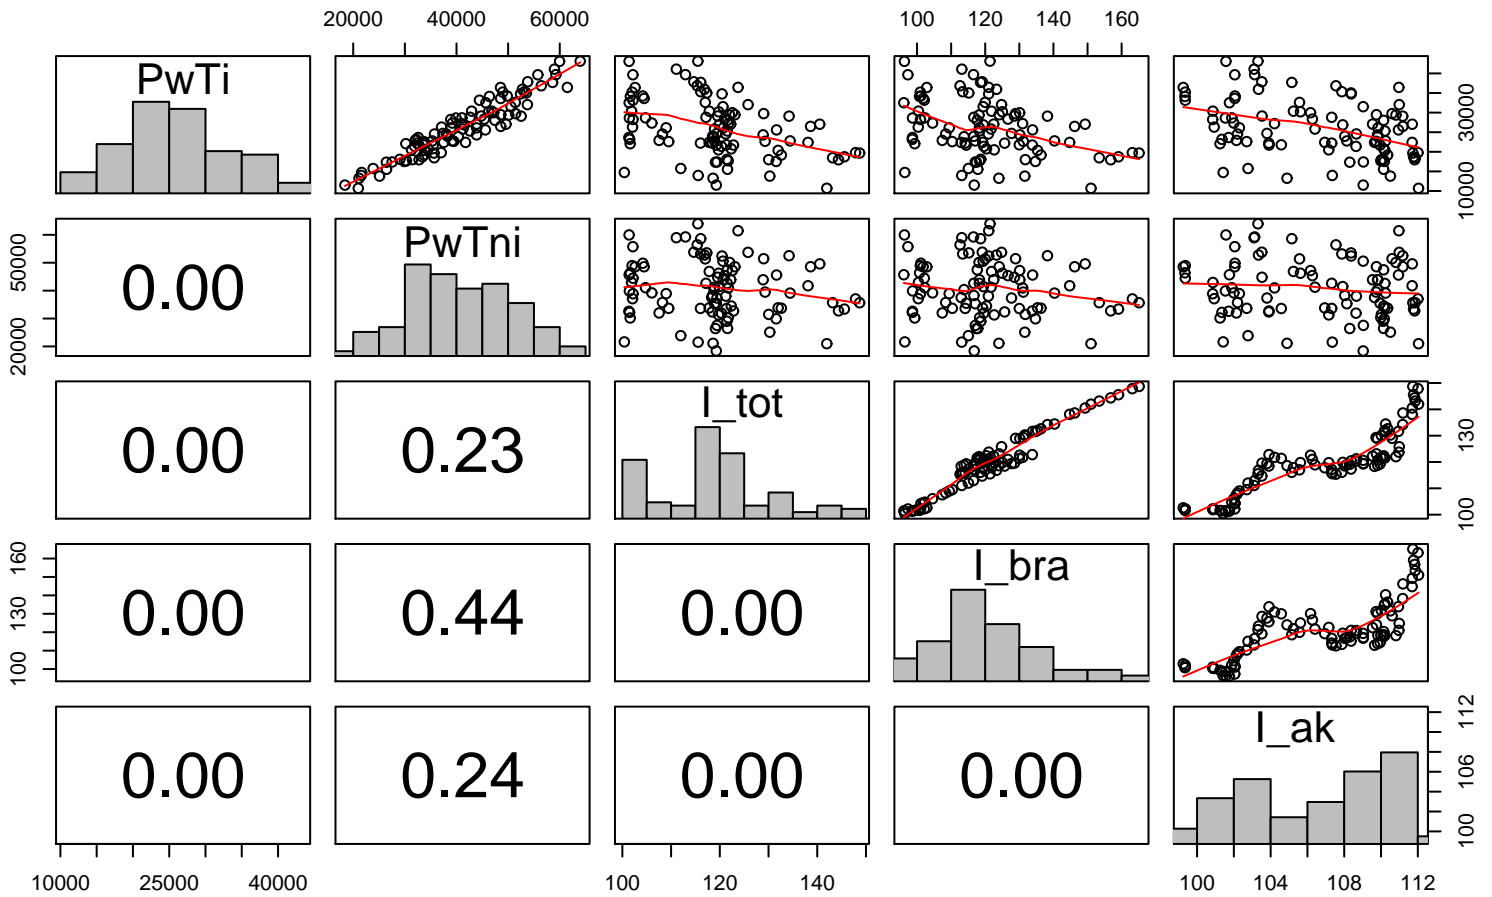 20000 40000 60000 100 120 140 160
PwTi
10000 30000
0.00 PwTni
20000 50000
0.00 0.23 I_tot
100 130
0.00 0.44 0.00 I_bra
100 130 160
0.00 0.24 0.00 0.00 I_ak
100 106 112
10000 25000 40000 100 120 140 100 104 108 112